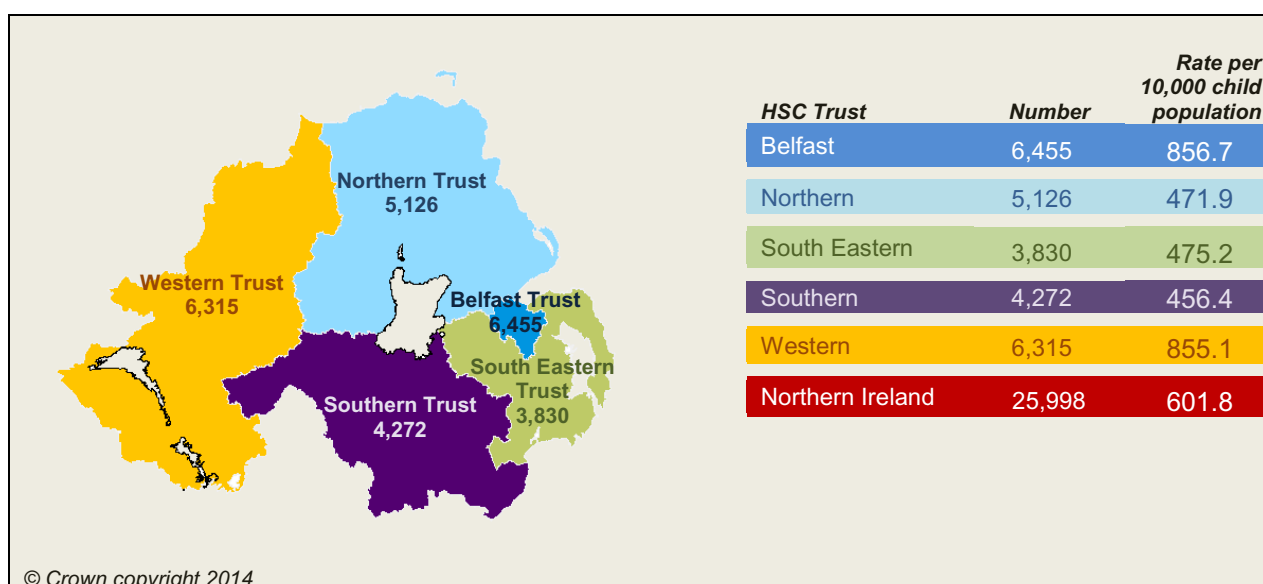 Northern Trust
5,126
Western Trust
6,315
Belfast Trust
6,455
South Eastern
Trust
3,830
Southern Trust
4,272
Rate per
10,000 child
HSC Trust Number population
Belfast 6,455 856.7
Northern 5,126 471.9
South Eastern 3,830 475.2
Southern 4,272 456.4
Western 6,315 855.1
Northern Ireland 25,998 601.8
© Crown copyright 2014